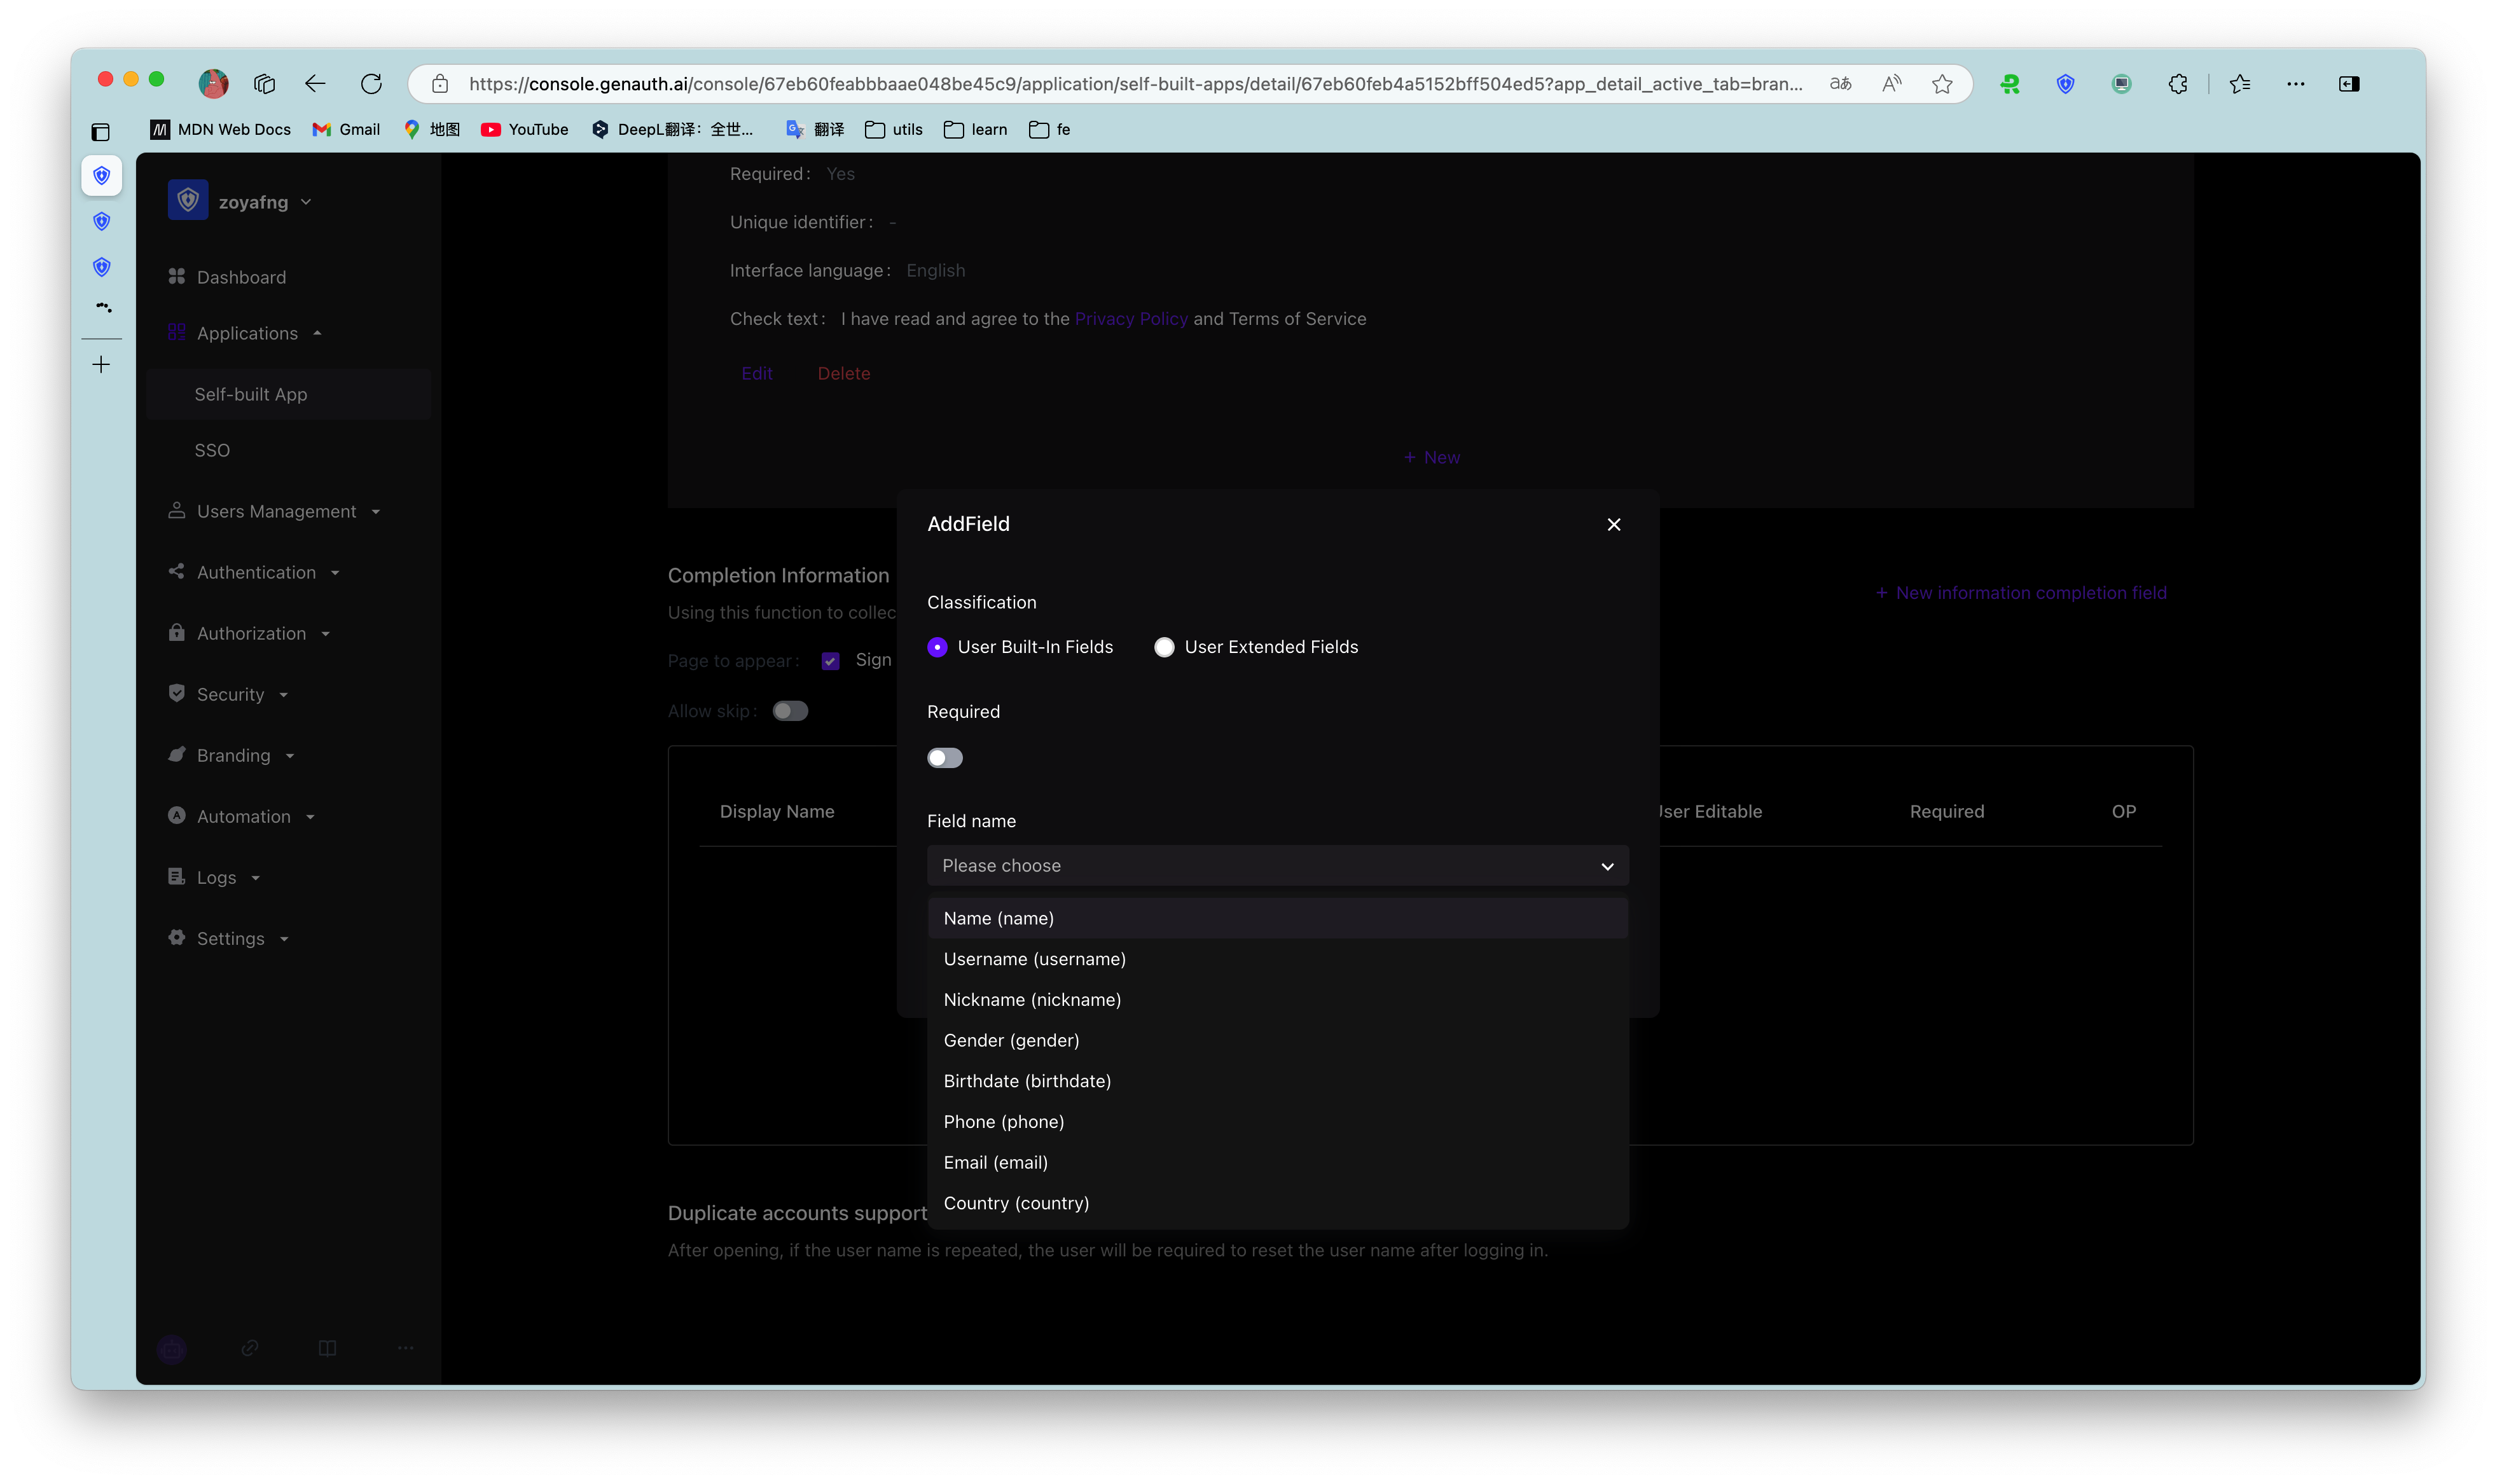 https://console.genauth.ai/console/67eb60feabbbaae048be45c9/application/self-built-apps/detail/67eb60feb4a5152bff504ed5?app_detail_active_tab=bran...
MDN Web Docs
Gmail
地图
YouTube
DeepL翻译：全世...
翻译
utils
learn
fe
zoyafng
Dashboard
Applications
Self-built App
SSO
Users Management
Authentication
Authorization
Security
Branding
Automation
Logs
Settings
Required: Yes
Unique identifier: -
Interface language: English
Check text: I have read and agree to the Privacy Policy and Terms of Service
Edit Delete
+ New
Completion Information
Using this function to collec
+ New information completion field
Page to appear: Sign
Allow skip:
Display Name
User Editable
Required
OP
AddField
Classification
User Built-In Fields
User Extended Fields
Required
Field name
Please choose
Name (name)
Username (username)
Nickname (nickname)
Gender (gender)
Birthdate (birthdate)
Phone (phone)
Email (email)
Country (country)
Duplicate accounts support
After opening, if the user name is repeated, the user will be required to reset the user name after logging in.